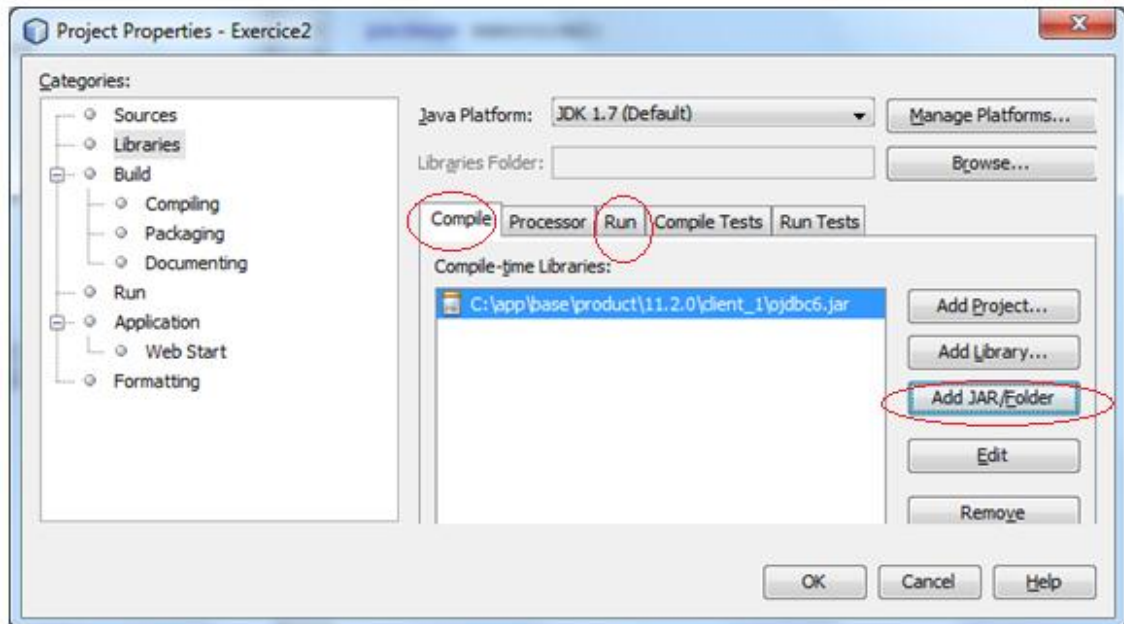 Project Properties - Exercice2
Categories:
Sources
Libraries
Build
Compiling
Packaging
Documenting
Run
Application
Web Start
Formatting
Java Platform: JDK 1.7 (Default) Manage Platforms...
Libraries Folder: Browse...
Compile Processor Run Compile Tests Run Tests
Compile-time Libraries:
C:\app\base\product\11.2.0\client_1\ojdbc6.jar
Add Project...
Add Library...
Add JAR/Folder
Edit
Remove
OK Cancel Help